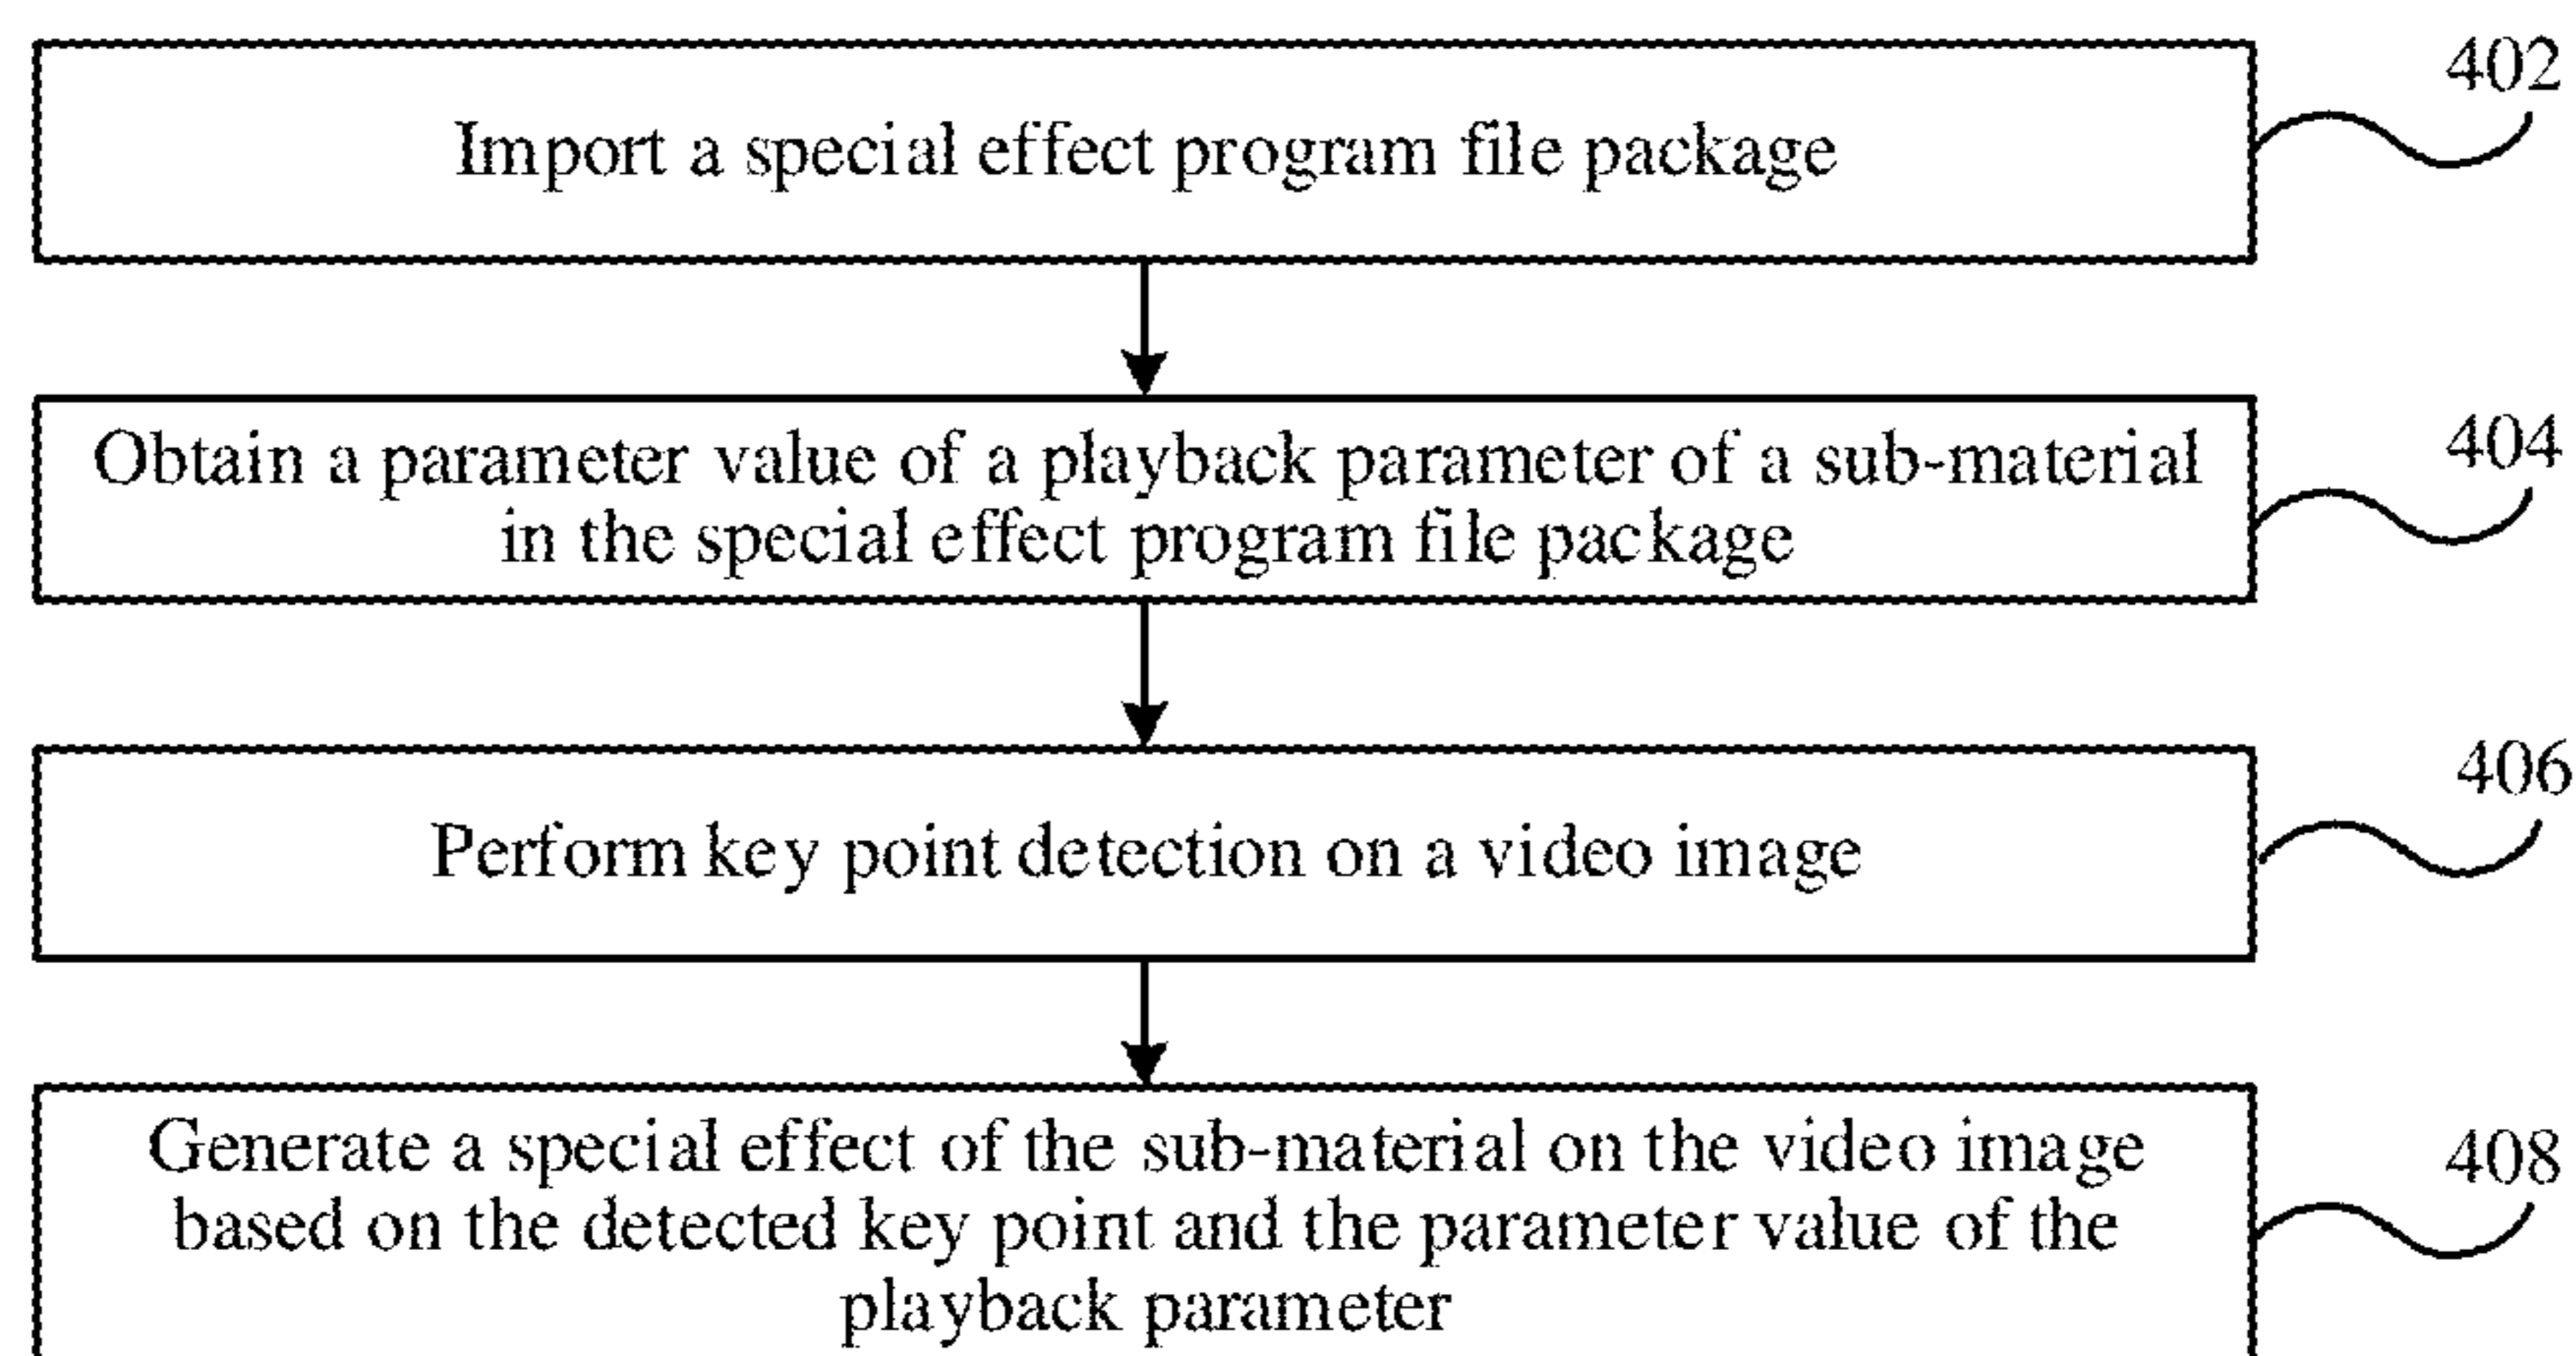 402
Import a special effect program file package
404
Obtain a parameter value of a playback parameter of a sub-material
in the special effect program file package
406
Perform key point detection on a video image
408
Generate a special effect of the sub-material on the video image
based on the detected key point and the parameter value of the
playback parameter